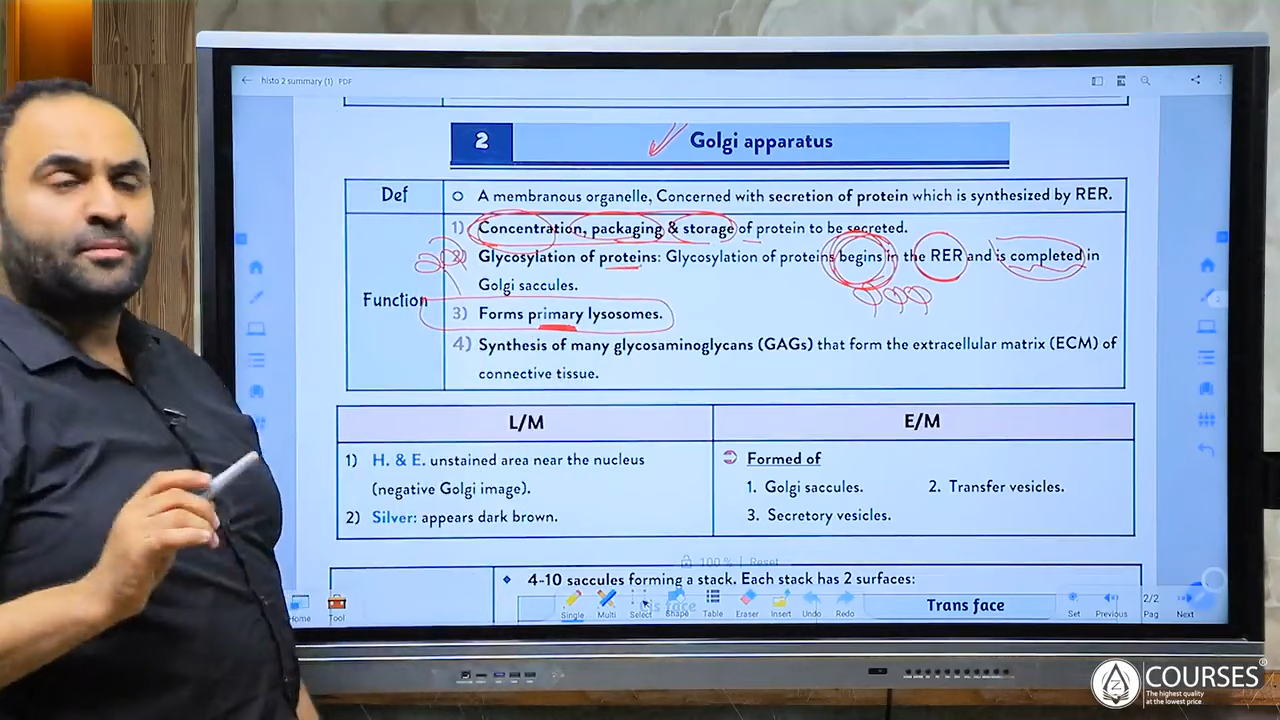 histo 2 summary (1) PDF
2 Golgi apparatus
Def
O A membranous organelle, Concerned with secretion of protein which is synthesized by RER.
Function
1) Concentration, packaging & storage of protein to be secreted.
2) Glycosylation of proteins: Glycosylation of proteins begins in the RER and is completed in
Golgi saccules.
3) Forms primary lysosomes.
4) Synthesis of many glycosaminoglycans (GAGs) that form the extracellular matrix (ECM) of
connective tissue.
L/M
E/M
1) H. & E. unstained area near the nucleus
(negative Golgi image).
2) Silver: appears dark brown.
Formed of
1. Golgi saccules. 2. Transfer vesicles.
3. Secretory vesicles.
100 % | Reset
4-10 saccules forming a stack. Each stack has 2 surfaces:
Trans face
Home Tool Single Multi Select Shape Table Eraser Insert Undo Redo Set Previous 2/2 Pag Next
COURSES®
The highest quality
at the lowest price